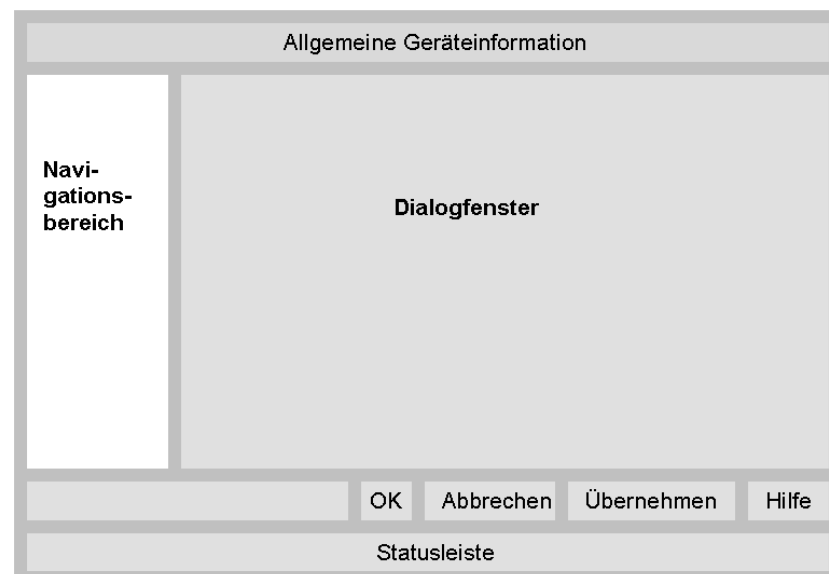 Allgemeine Geräteinformation
Navi-
gations-
bereich
Dialogfenster
OK Abbrechen Übernehmen Hilfe
Statusleiste